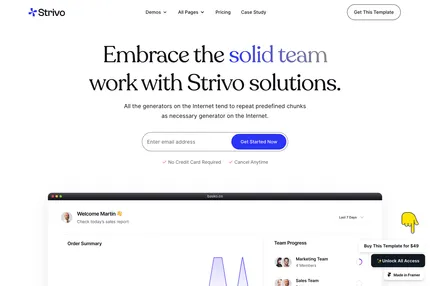 Strivo
Demos
All Pages
Pricing
Case Study
Get This Template
Embrace the solid team
work with Strivo solutions.
All the generators on the Internet tend to repeat predefined chunks
as necessary generator on the Internet.
Enter email address
Get Started Now
No Credit Card Required
Cancel Anytime
Welcome Martin
Check today's sales report
Last 7 Days
Order Summary
Team Progress
Marketing Team
4 Members
Sales Team
Buy This Template for $49
Unlock All Access
Made in Framer